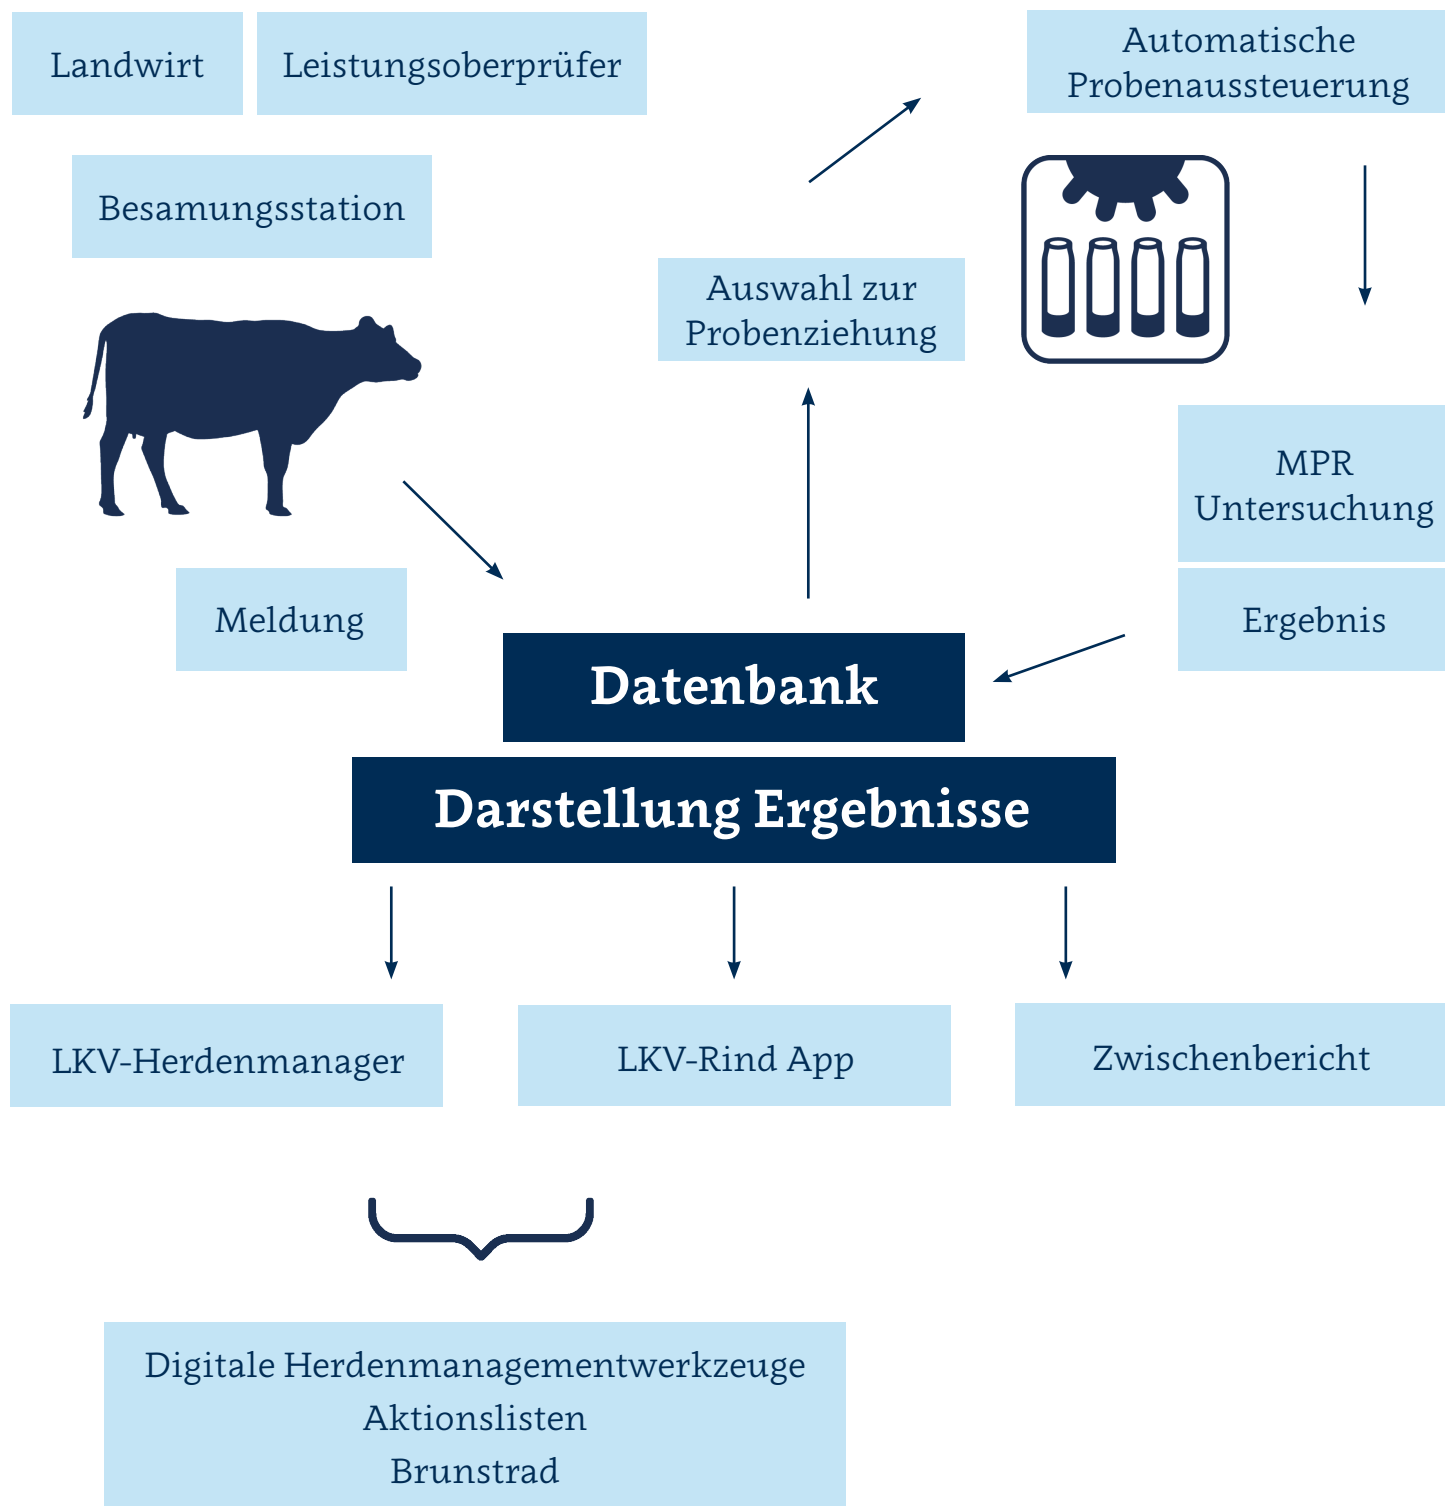 Landwirt
Leistungsoberprüfer
Besamungsstation
Meldung
Auswahl zur
Probenziehung
Automatische
Probenaussteuerung
MPR
Untersuchung
Ergebnis
Datenbank
Darstellung Ergebnisse
LKV-Herdenmanager
LKV-Rind App
Zwischenbericht
Digitale Herdenmanagementwerkzeuge
Aktionslisten
Brunstrad